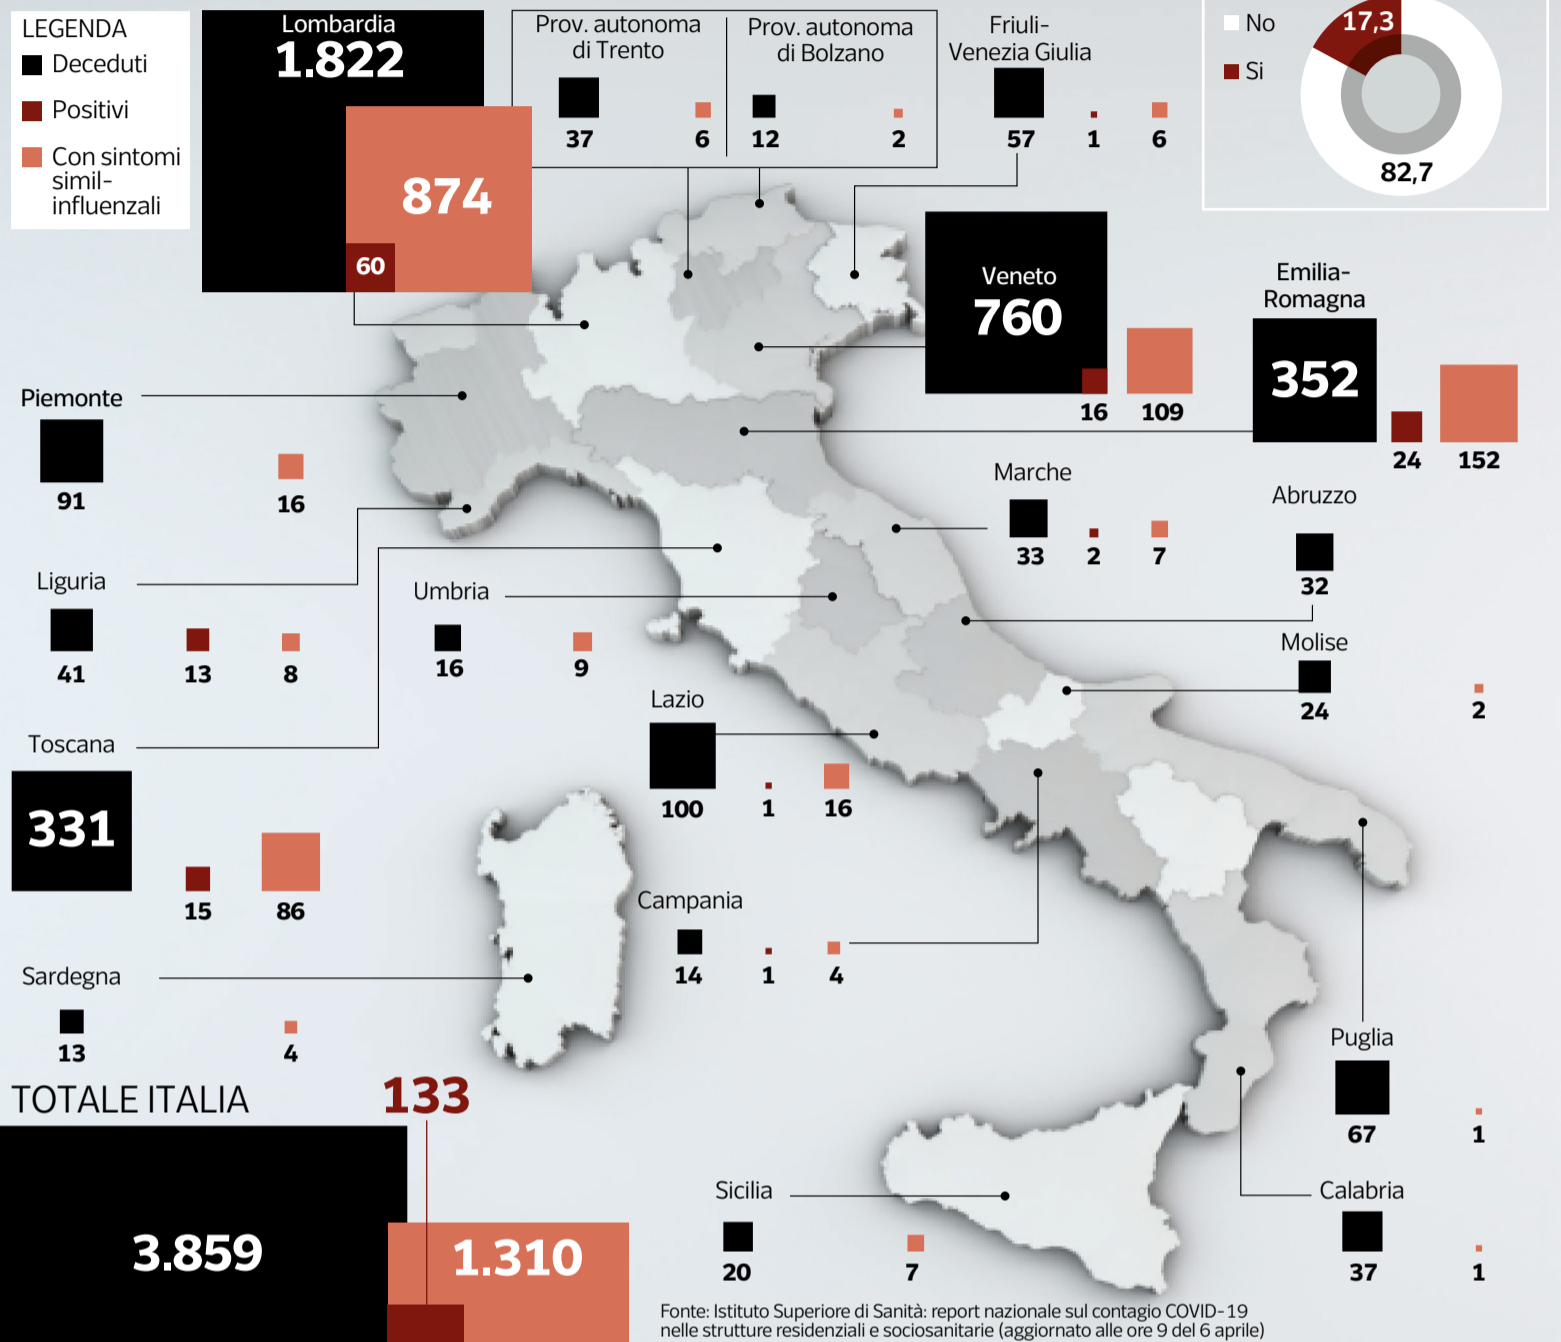 LEGENDA
Deceduti
Positivi
Con sintomi
simil-
influenzali
Lombardia
1.822
874
60
Prov. autonoma
di Trento
37
6
Prov. autonoma
di Bolzano
12
2
Friuli-
Venezia Giulia
57
1
6
No
Si
17,3
82,7
Veneto
760
16
109
Emilia-
Romagna
352
24
152
Piemonte
91
16
Marche
33
2
7
Abruzzo
32
Liguria
41
13
8
Umbria
16
9
Molise
24
2
Lazio
100
1
16
Toscana
331
15
86
Campania
14
1
4
Sardegna
13
4
Puglia
67
1
TOTALE ITALIA
133
3.859
1.310
Sicilia
20
7
Calabria
37
1
Fonte: Istituto Superiore di Sanità: report nazionale sul contagio COVID-19
nelle strutture residenziali e sociosanitarie (aggiornato alle ore 9 del 6 aprile)